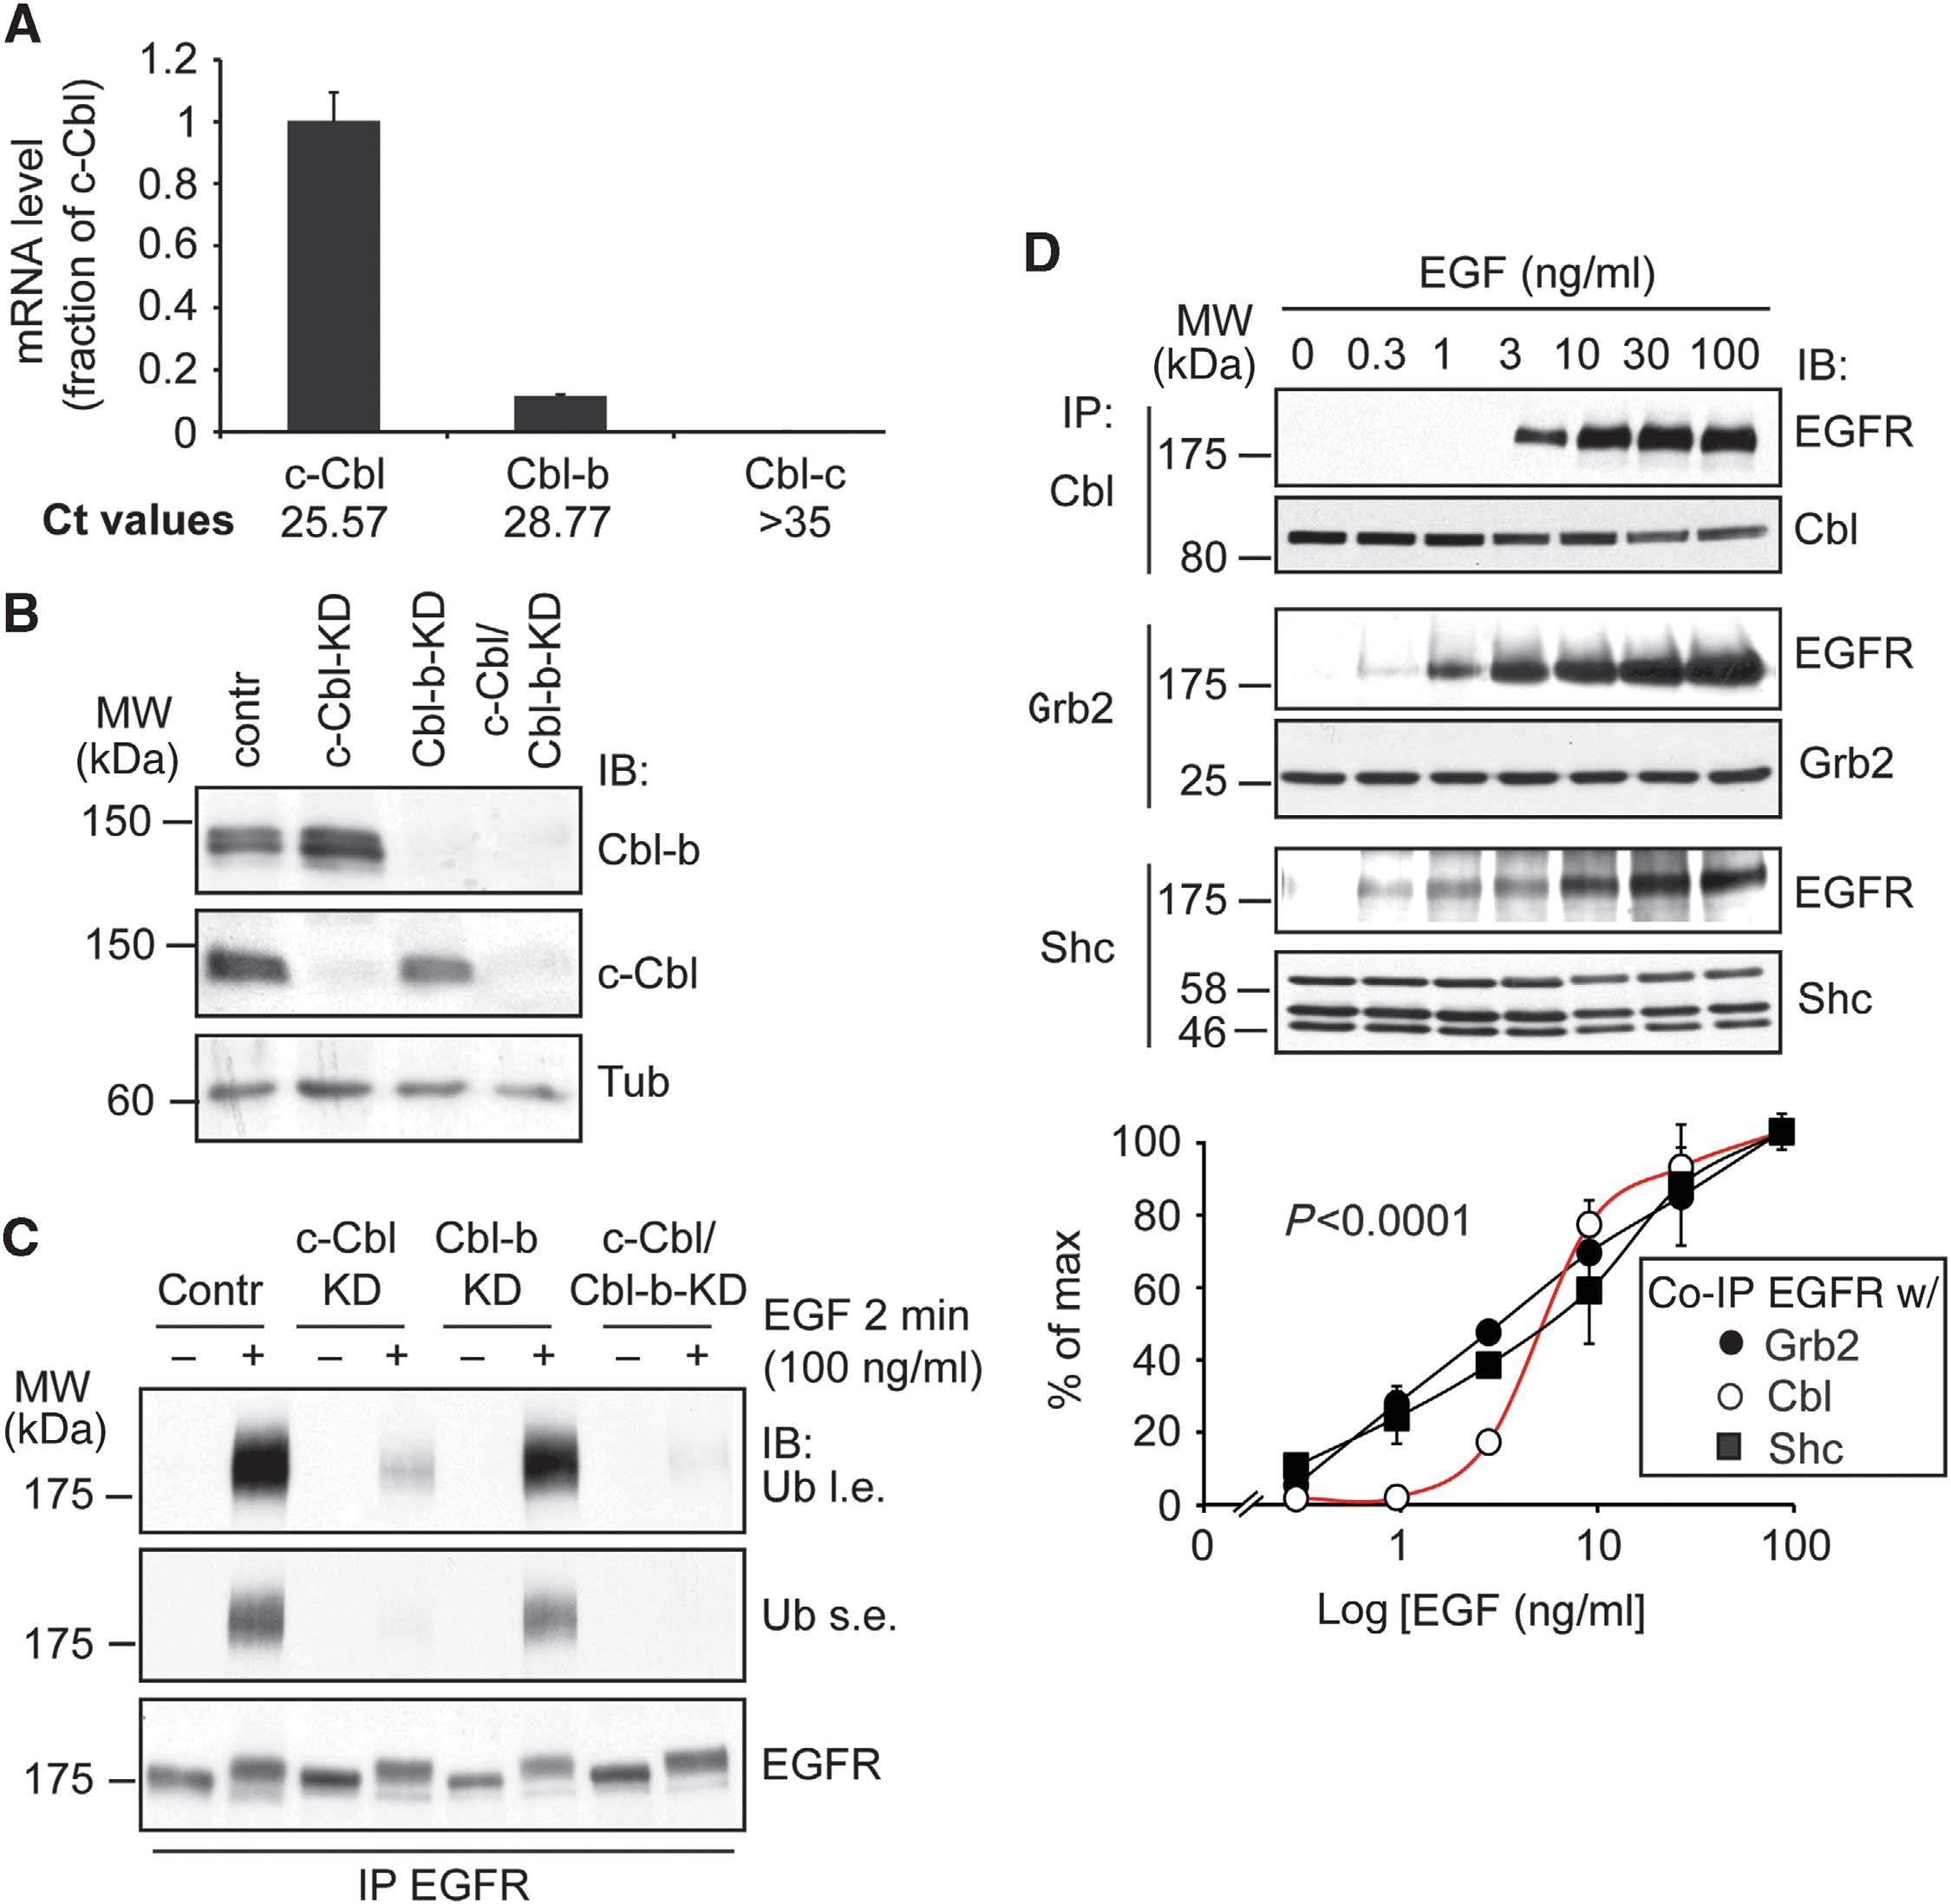 A
mRNA level
(fraction of c-Cbl)
1.2
1
0.8
0.6
0.4
0.2
0
c-Cbl Cbl-b Cbl-c
Ct values 25.57 28.77 >35
B
MW
(kDa)
contr
c-Cbl-KD
Cbl-b-KD
c-Cbl/
Cbl-b-KD
IB:
150
Cbl-b
150
c-Cbl
60
Tub
C
Contr
c-Cbl
KD
Cbl-b
KD
c-Cbl/
Cbl-b-KD
EGF 2 min
(100 ng/ml)
– + – + – + – +
MW
(kDa)
IB:
175
Ub l.e.
175
Ub s.e.
175
EGFR
IP EGFR
D
EGF (ng/ml)
MW
(kDa)
0 0.3 1 3 10 30 100
IB:
IP:
Cbl
175
EGFR
80
Cbl
Grb2
175
EGFR
25
Grb2
Shc
175
EGFR
58
46
Shc
% of max
100
80
60
40
20
0
P<0.0001
Co-IP EGFR w/
Grb2
Cbl
Shc
0 1 10 100
Log [EGF (ng/ml]